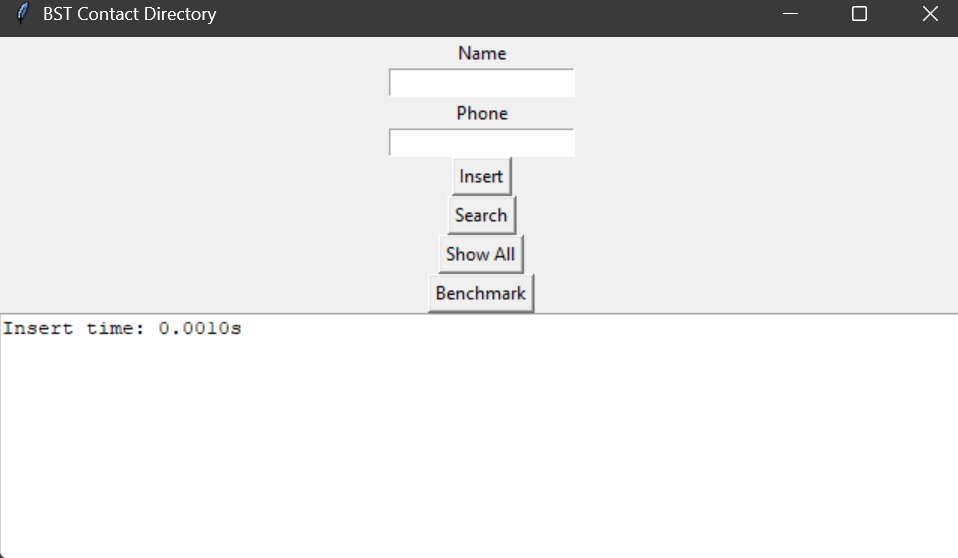 BST Contact Directory
Name
Phone
Insert
Search
Show All
Benchmark
Insert time: 0.0010s